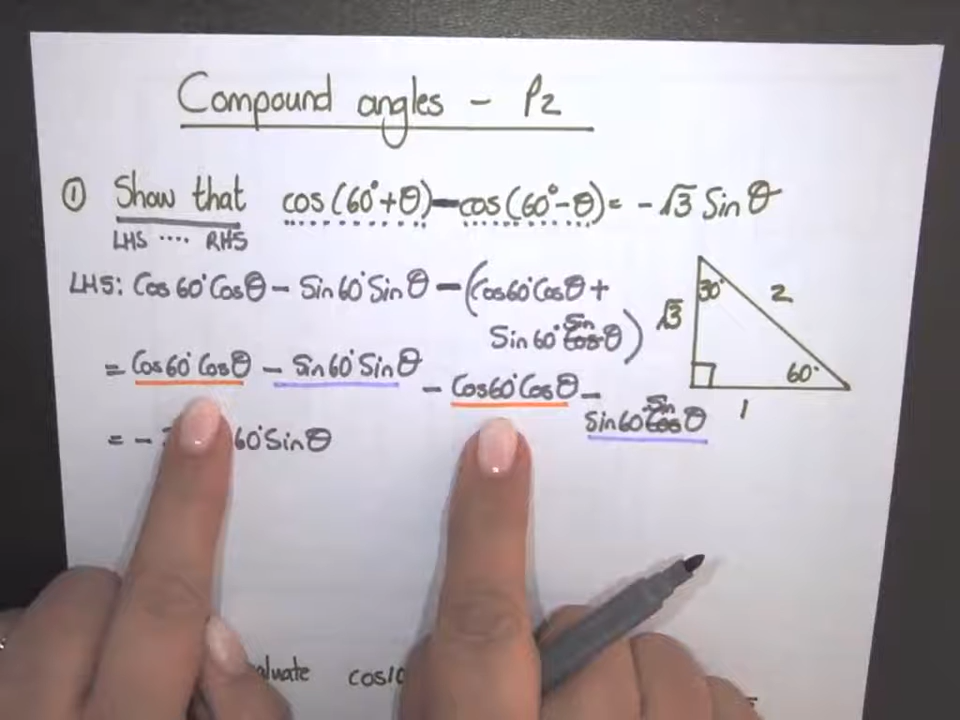 Compound angles - P2
① Show that cos(60°+θ)-cos(60°-θ)= -√3 Sinθ
LHS .... RHS
LHS: Cos60°Cosθ - Sin60°Sinθ - (Cos60°Cosθ +
Sin60° Sin Cos θ)
= Cos60°Cosθ - Sin60°Sinθ
- Cos60°Cosθ -
Sin60° Sin Cos θ
= - 60°Sinθ
30°
2
√3
60°
1
cos10